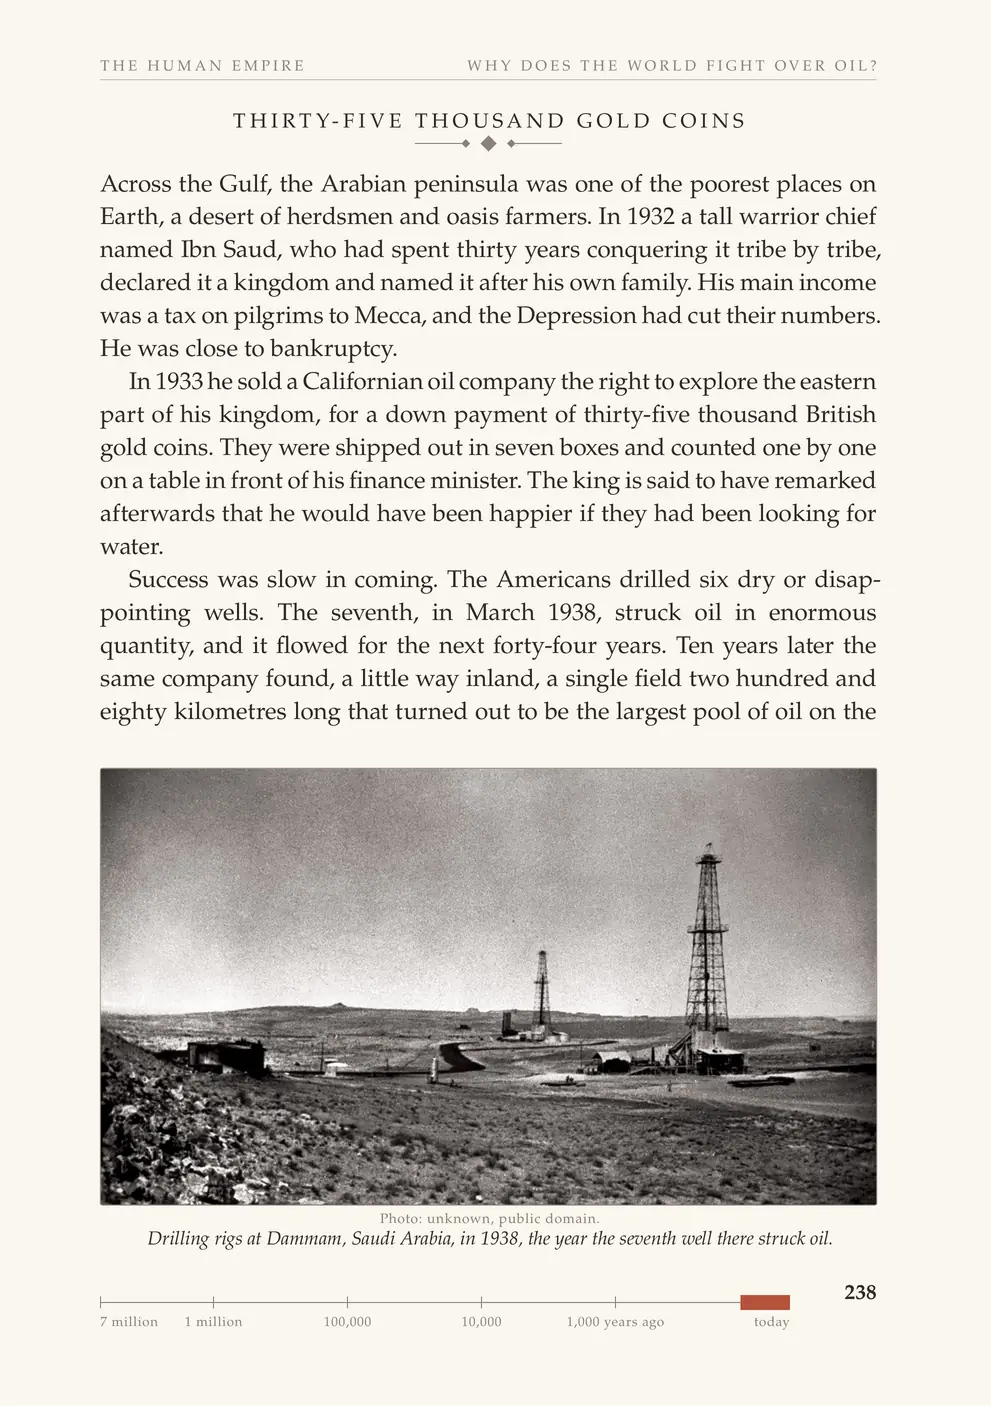 THE HUMAN EMPIRE
WHY DOES THE WORLD FIGHT OVER OIL?
THIRTY-FIVE THOUSAND GOLD COINS
Across the Gulf, the Arabian peninsula was one of the poorest places on
Earth, a desert of herdsmen and oasis farmers. In 1932 a tall warrior chief
named Ibn Saud, who had spent thirty years conquering it tribe by tribe,
declared it a kingdom and named it after his own family. His main income
was a tax on pilgrims to Mecca, and the Depression had cut their numbers.
He was close to bankruptcy.
In 1933 he sold a Californian oil company the right to explore the eastern
part of his kingdom, for a down payment of thirty-five thousand British
gold coins. They were shipped out in seven boxes and counted one by one
on a table in front of his finance minister. The king is said to have remarked
afterwards that he would have been happier if they had been looking for
water.
Success was slow in coming. The Americans drilled six dry or disap-
pointing wells. The seventh, in March 1938, struck oil in enormous
quantity, and it flowed for the next forty-four years. Ten years later the
same company found, a little way inland, a single field two hundred and
eighty kilometres long that turned out to be the largest pool of oil on the
Photo: unknown, public domain.
Drilling rigs at Dammam, Saudi Arabia, in 1938, the year the seventh well there struck oil.
238
7 million 1 million 100,000 10,000 1,000 years ago today